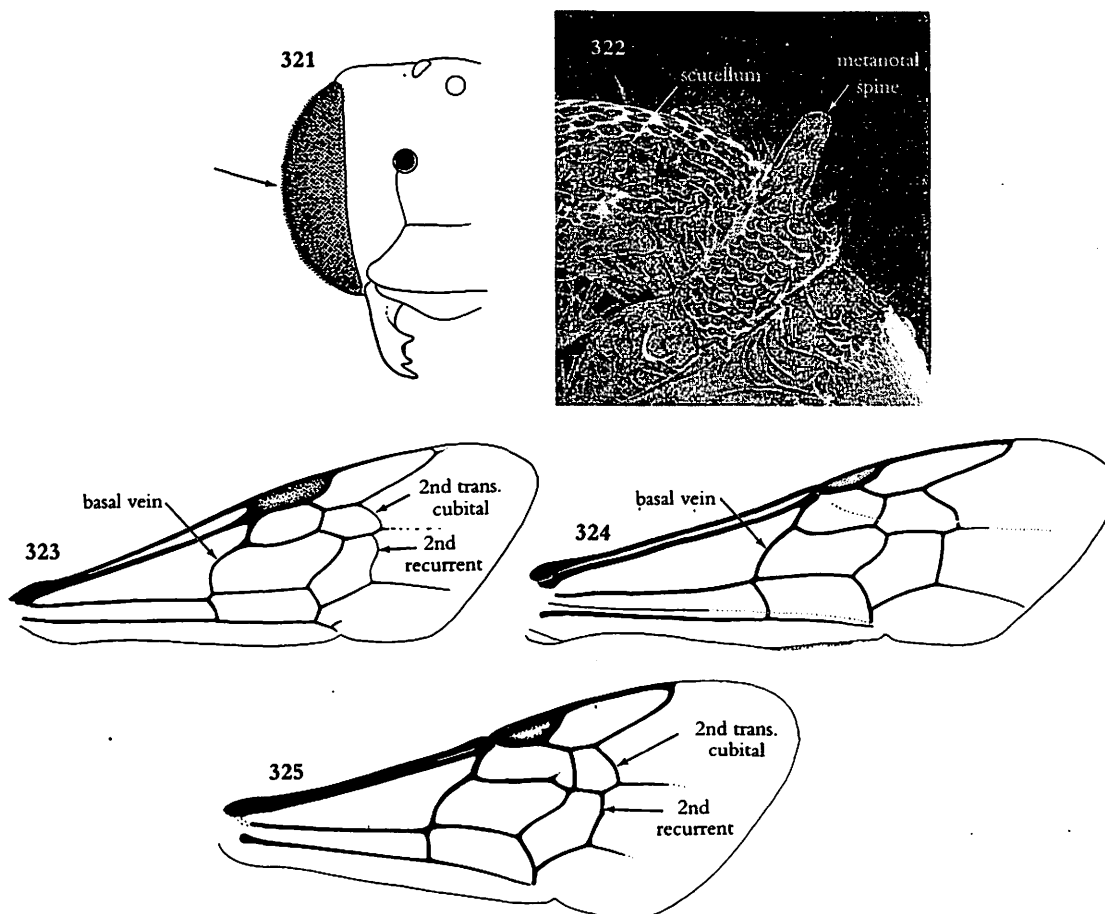 321
322
scutellum
metanotal
spine
323
basal vein
2nd trans.
cubital
2nd
recurrent
324
basal vein
325
2nd trans.
cubital
2nd
recurrent